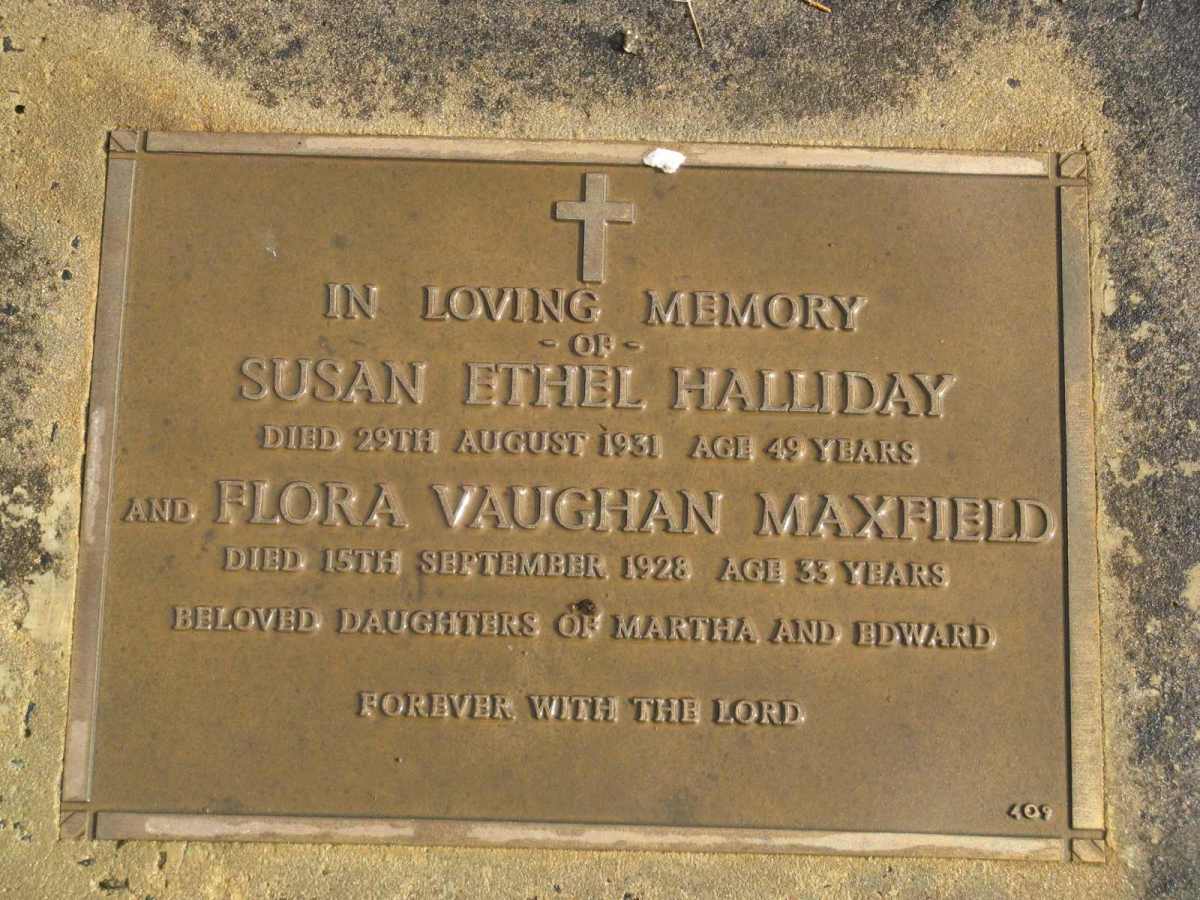 IN LOVING MEMORY
- OF -
SUSAN ETHEL HALLIDAY
DIED 29TH AUGUST 1931 AGE 49 YEARS
AND FLORA VAUGHAN MAXFIELD
DIED 15TH SEPTEMBER 1928 AGE 33 YEARS
BELOVED DAUGHTERS OF MARTHA AND EDWARD
FOREVER WITH THE LORD
409